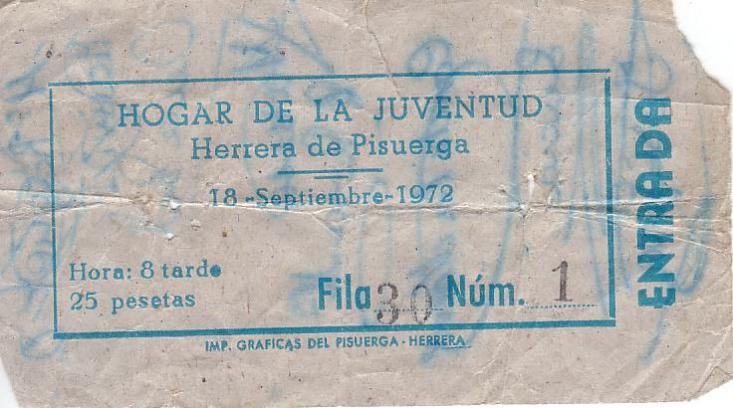 HOGAR DE LA JUVENTUD
Herrera de Pisuerga
18-Septiembre-1972
Hora: 8 tarde
25 pesetas
Fila 30 Núm. 1
IMP. GRAFICAS DEL PISUERGA - HERRERA
ENTRADA